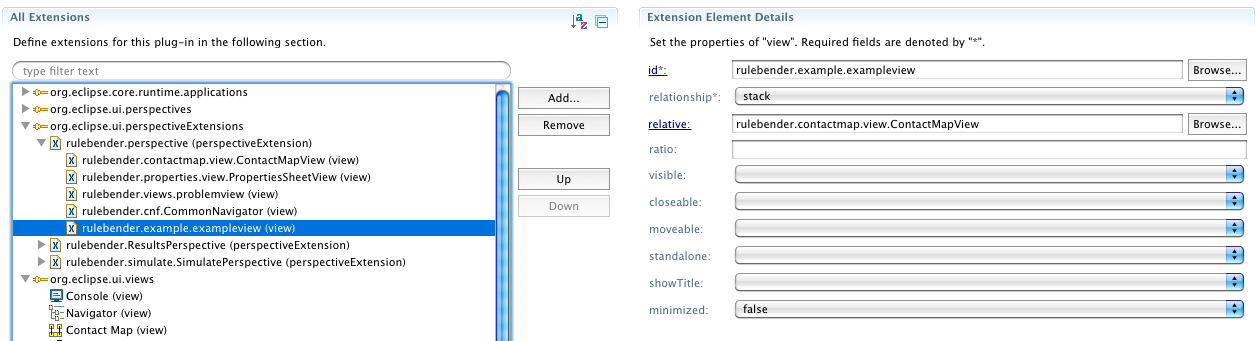 All Extensions
Define extensions for this plug-in in the following section.
type filter text
org.eclipse.core.runtime.applications
org.eclipse.ui.perspectives
org.eclipse.ui.perspectiveExtensions
rulebender.perspective (perspectiveExtension)
rulebender.contactmap.view.ContactMapView (view)
rulebender.properties.view.PropertiesSheetView (view)
rulebender.views.problemview (view)
rulebender.cnf.CommonNavigator (view)
rulebender.example.exampleview (view)
rulebender.ResultsPerspective (perspectiveExtension)
rulebender.simulate.SimulatePerspective (perspectiveExtension)
org.eclipse.ui.views
Console (view)
Navigator (view)
Contact Map (view)
Add...
Remove
Up
Down
Extension Element Details
Set the properties of "view". Required fields are denoted by "*".
id*: rulebender.example.exampleview Browse...
relationship*: stack
relative: rulebender.contactmap.view.ContactMapView Browse...
ratio:
visible:
closeable:
moveable:
standalone:
showTitle:
minimized: false